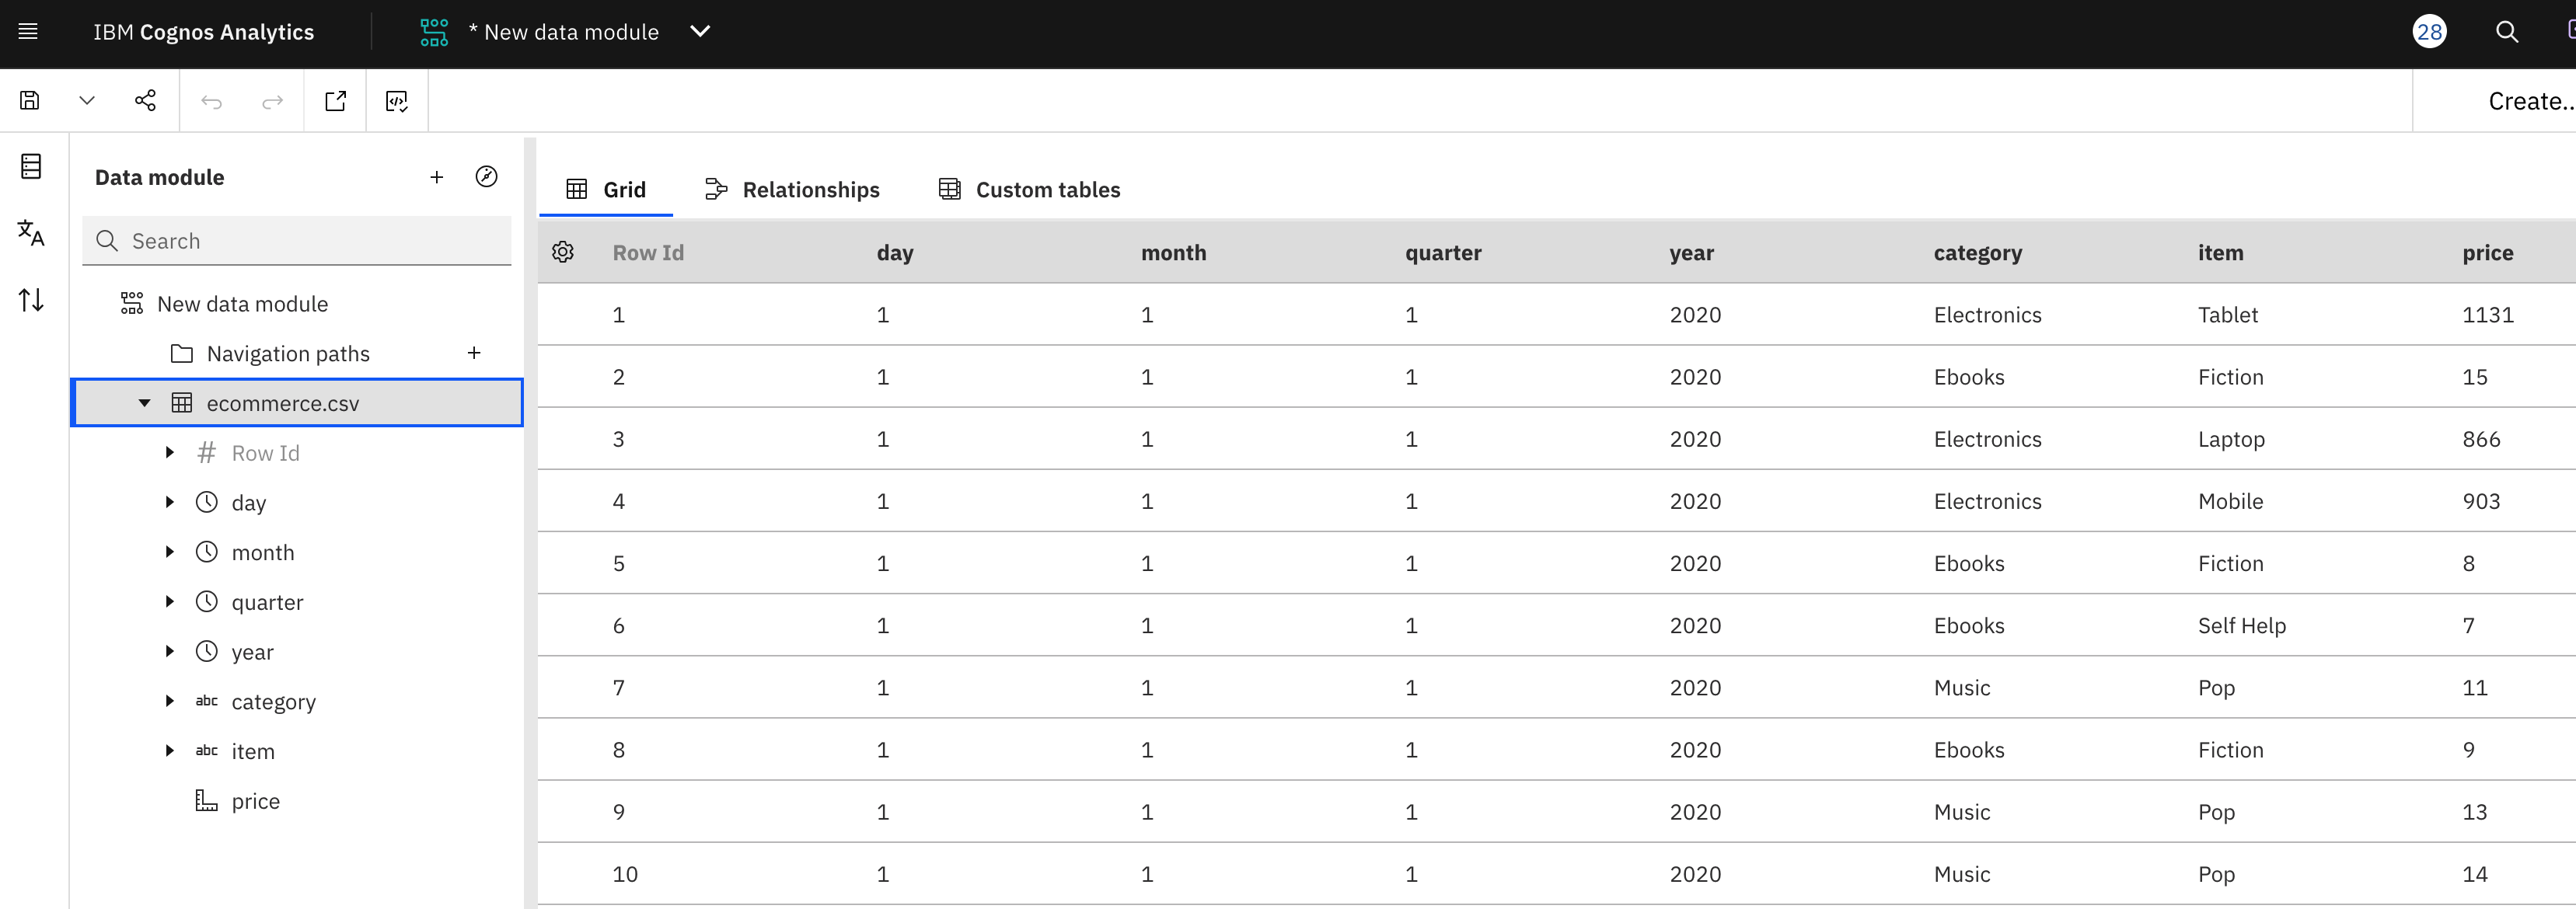 IBM Cognos Analytics
* New data module
28
Create...
Data module
Search
New data module
Navigation paths
ecommerce.csv
# Row Id
day
month
quarter
year
abc category
abc item
price
Grid Relationships Custom tables
Row Id day month quarter year category item price
1 1 1 1 2020 Electronics Tablet 1131
2 1 1 1 2020 Ebooks Fiction 15
3 1 1 1 2020 Electronics Laptop 866
4 1 1 1 2020 Electronics Mobile 903
5 1 1 1 2020 Ebooks Fiction 8
6 1 1 1 2020 Ebooks Self Help 7
7 1 1 1 2020 Music Pop 11
8 1 1 1 2020 Ebooks Fiction 9
9 1 1 1 2020 Music Pop 13
10 1 1 1 2020 Music Pop 14